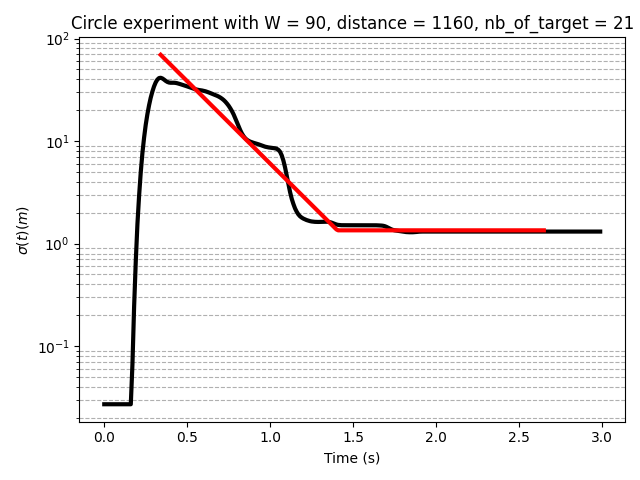 Circle experiment with W = 90, distance = 1160, nb_of_target = 21
10²
10¹
10⁰
10⁻¹
σ(t)(m)
0.0 0.5 1.0 1.5 2.0 2.5 3.0
Time (s)